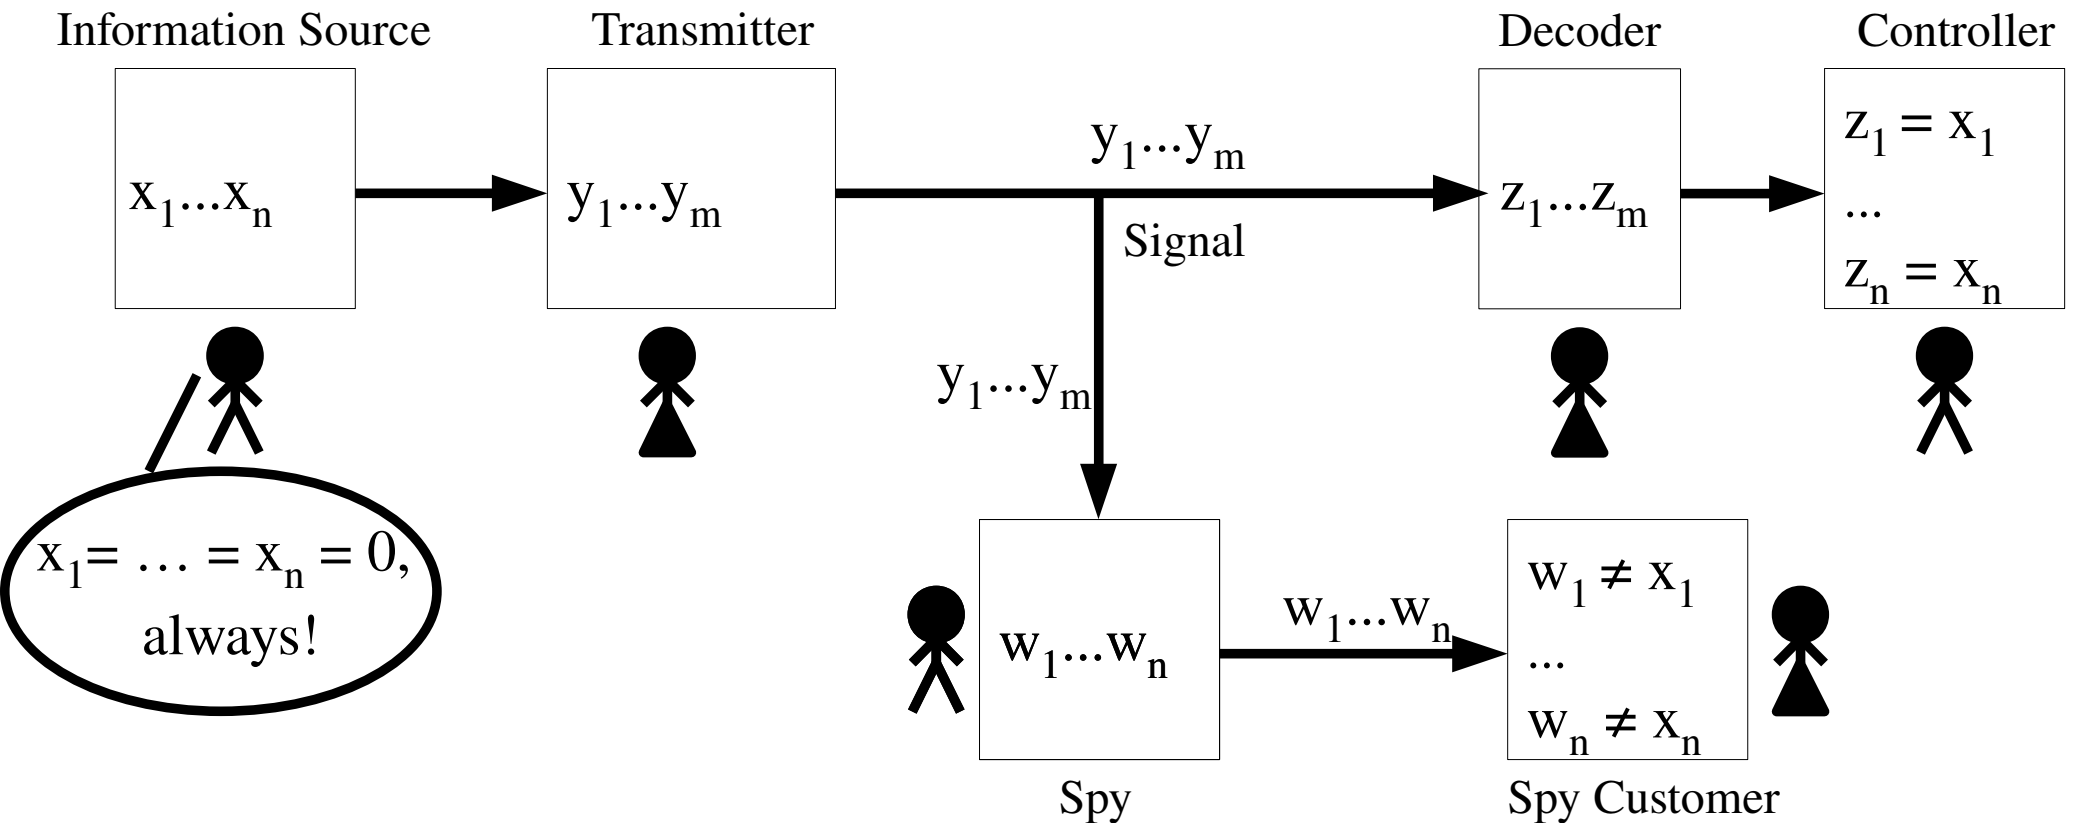 Information Source
Transmitter
Decoder
Controller
x₁...xₙ
y₁...yₘ
y₁...yₘ
Signal
z₁...zₘ
z₁ = x₁
...
zₙ = xₙ
y₁...yₘ
x₁= … = xₙ = 0,
always!
w₁...wₙ
w₁...wₙ
w₁ ≠ x₁
...
wₙ ≠ xₙ
Spy
Spy Customer